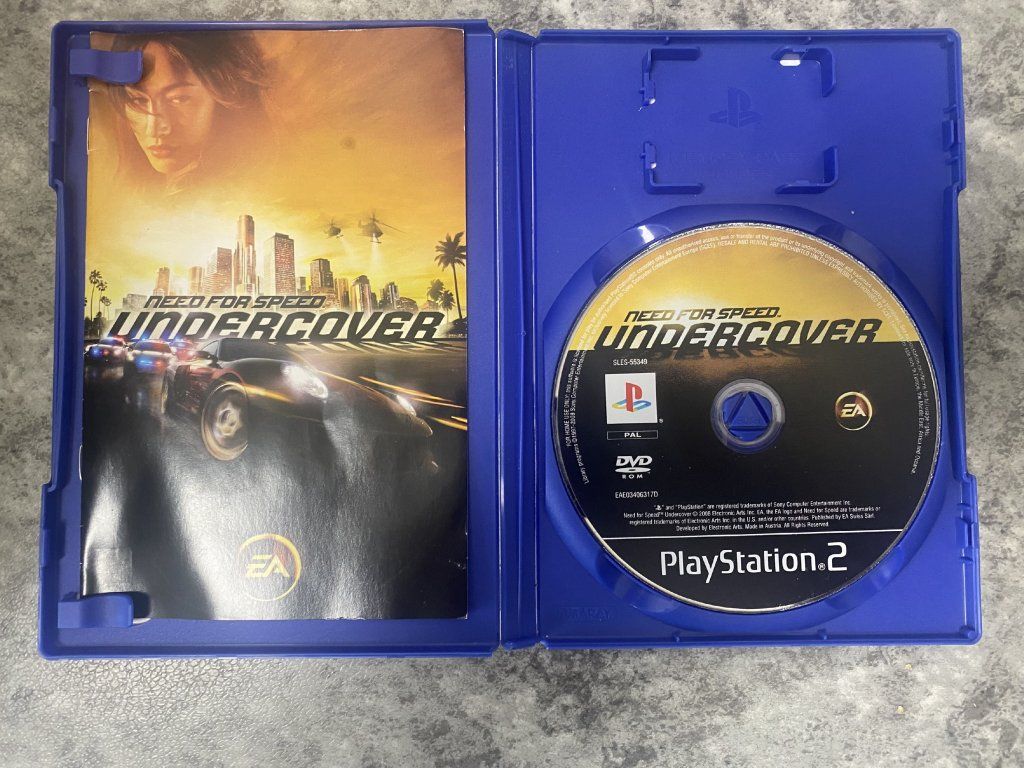 NEED FOR SPEED
UNDERCOVER
EA
NEED FOR SPEED
UNDERCOVER
SLES-55349
PAL
EA
DVD
ROM
EAE03406317D
" " and "PlayStation" are registered trademarks of Sony Computer Entertainment Inc.
Need for Speed™ Undercover © 2008 Electronic Arts Inc. EA, the EA logo and Need for Speed are trademarks or
registered trademarks of Electronic Arts Inc. in the U.S. and/or other countries. Published by EA Swiss Sàrl.
Developed by Electronic Arts. Made in Austria. All Rights Reserved.
PlayStation®2